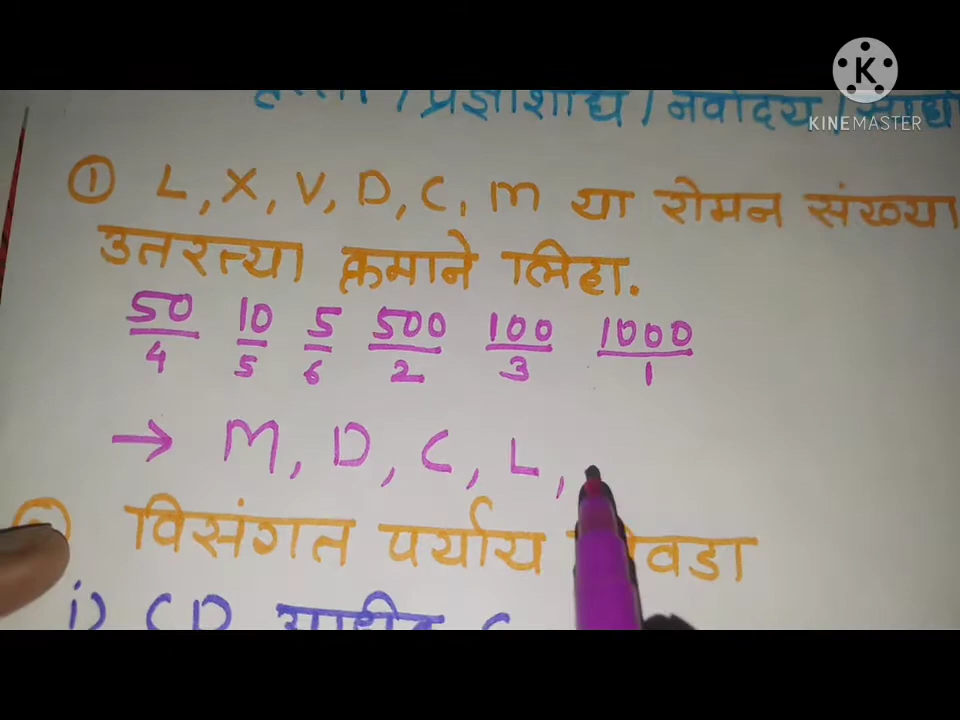 K
KINEMASTER
/ प्रज्ञाशोध / नवोदय /
① L, X, V, D, C, M या रोमन संख्या
उतरत्या क्रमाने लिहा.
50 10 5 500 100 1000
4 5 6 2 3 1
→ M, D, C, L,
विसंगत पर्याय
i) CD